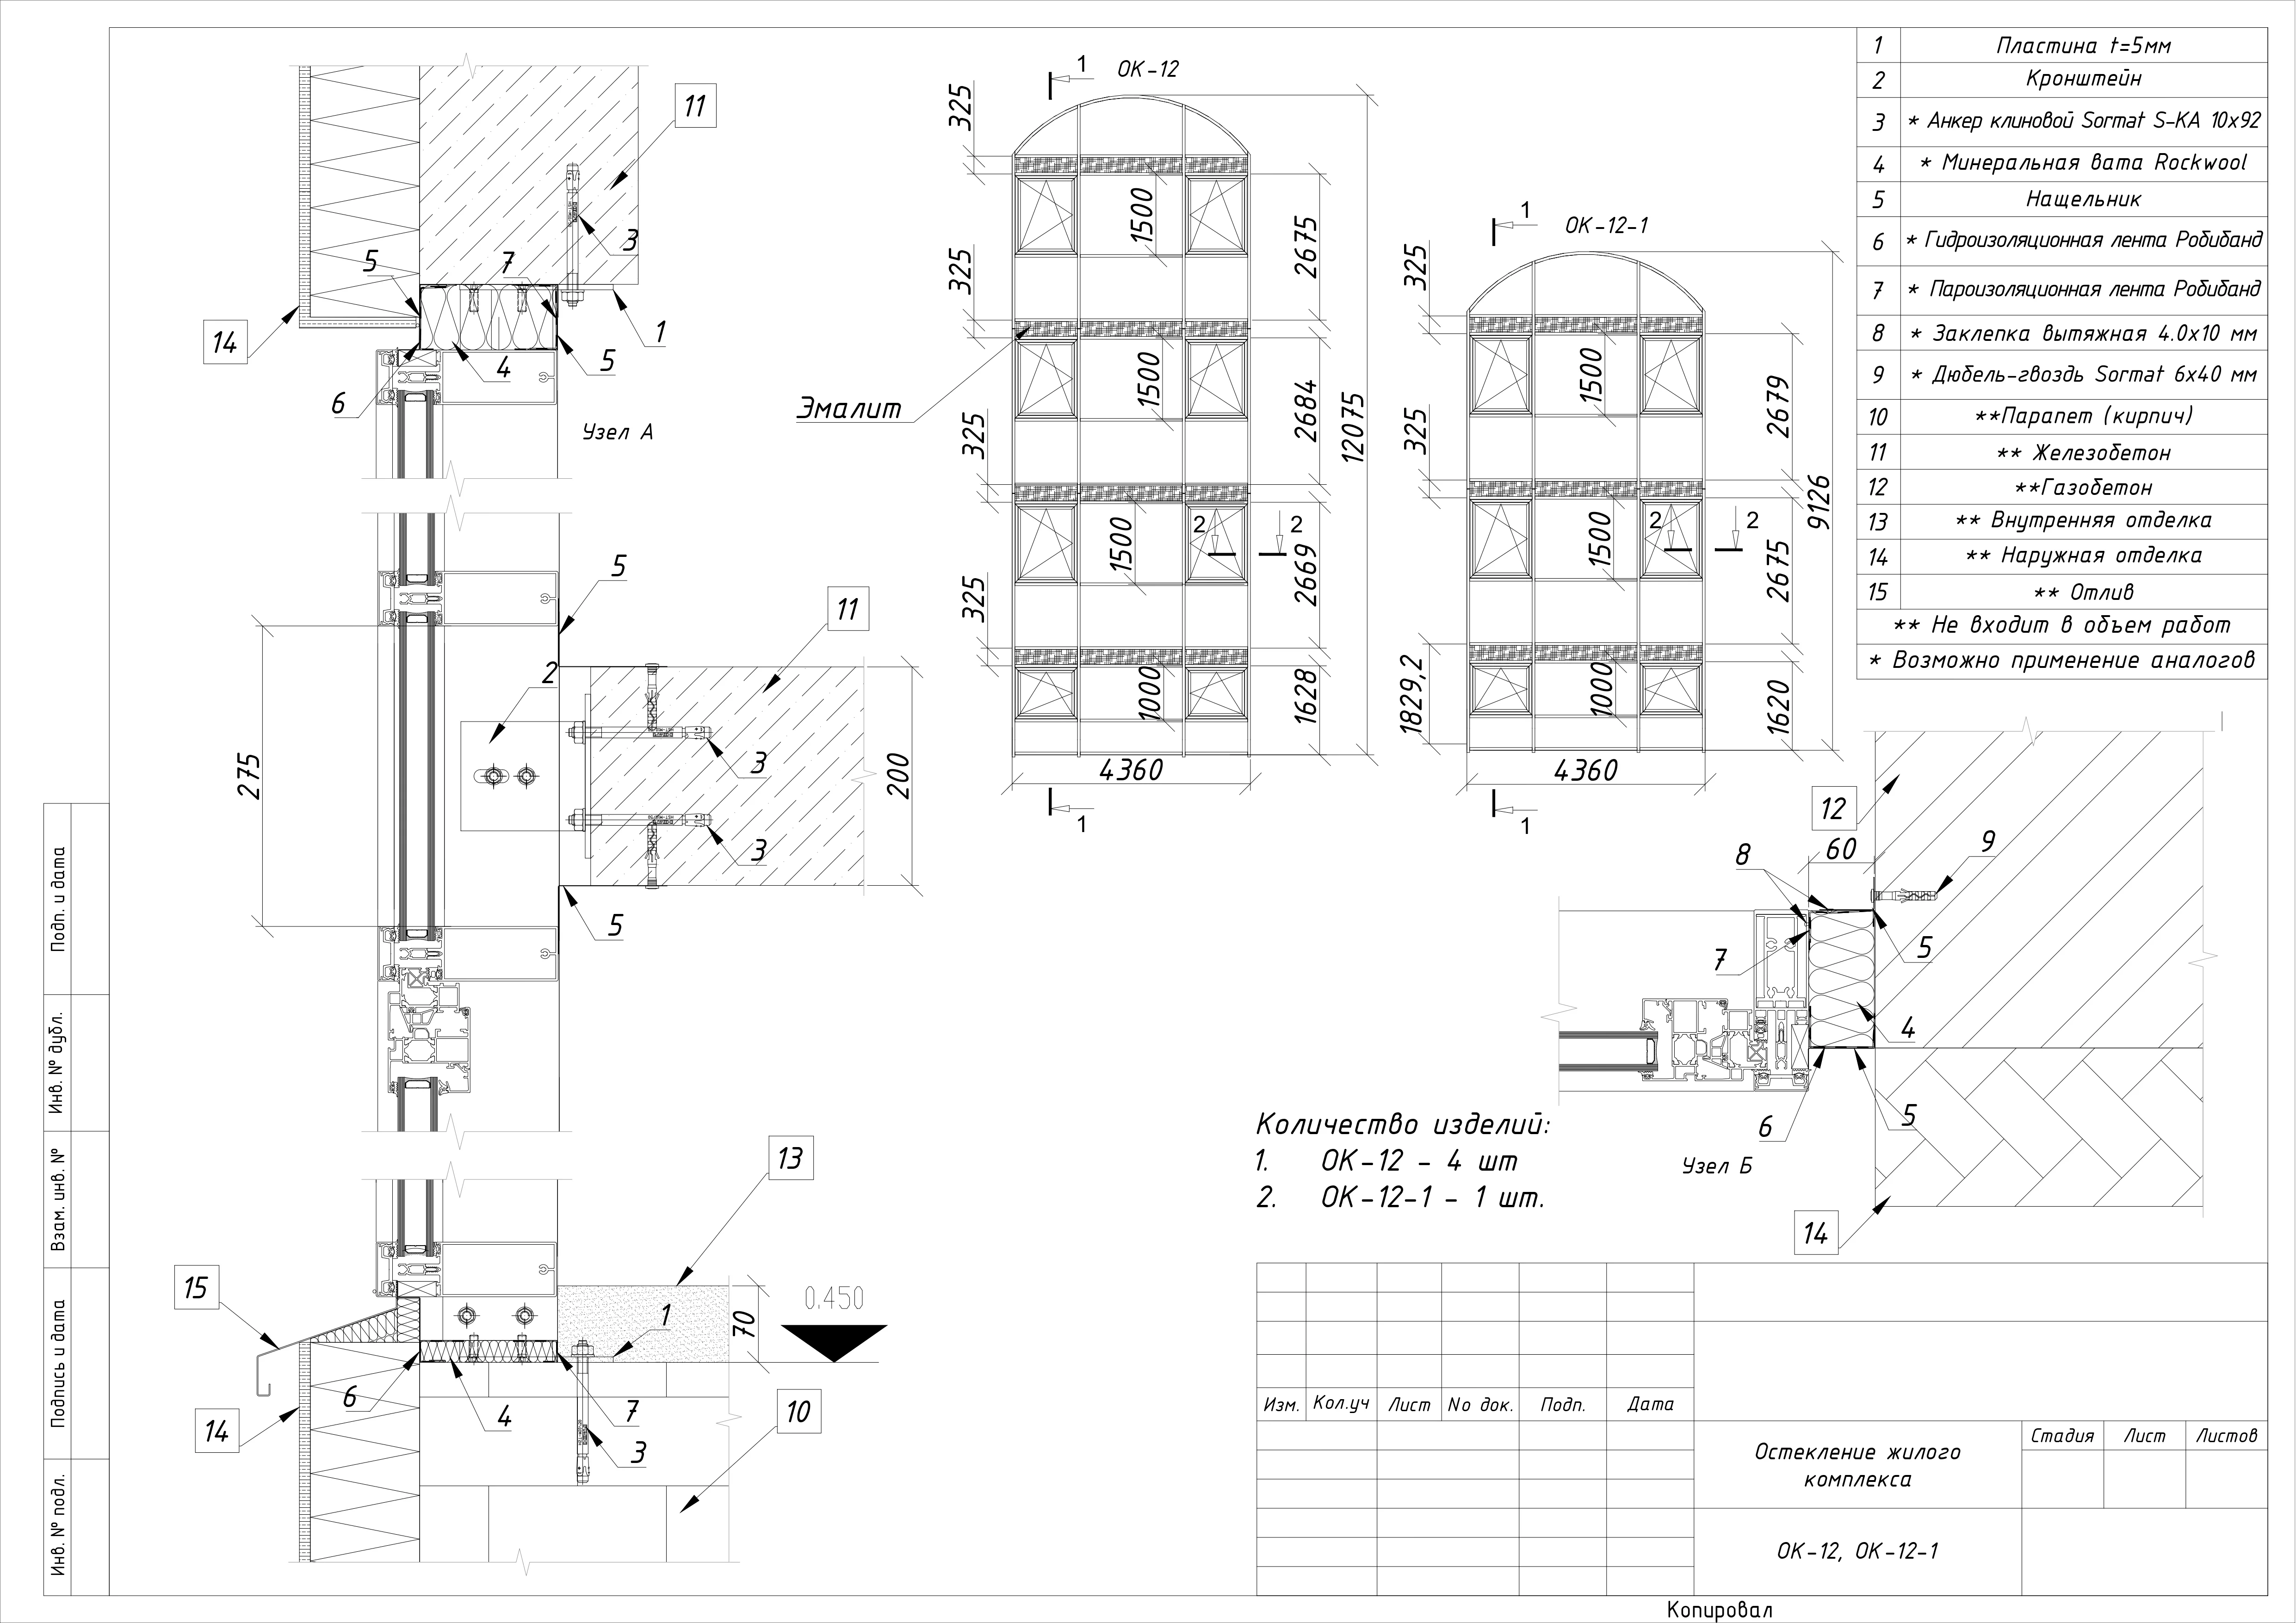 1 Пластина t=5мм
2 Кронштейн
3 * Анкер клиновой Sormat S-KA 10x92
4 * Минеральная вата Rockwool
5 Нащельник
6 * Гидроизоляционная лента Робибанд
7 * Пароизоляционная лента Робибанд
8 * Заклепка вытяжная 4.0x10 мм
9 * Дюбель-гвоздь Sormat 6x40 мм
10 **Парапет (кирпич)
11 ** Железобетон
12 **Газобетон
13 ** Внутренняя отделка
14 ** Наружная отделка
15 ** Отлив
** Не входит в объем работ
* Возможно применение аналогов
11
3
5
7
14
1
5
4
6
Узел А
5
11
2
275
3
200
3
5
13
15
1
70
0.450
6
4
7
14
3
10
1
ОК-12
325
1500
2675
325
1500
2684
12075
Эмалит
325
1500
2
2
2669
325
1000
1628
4360
1
1
ОК-12-1
325
1500
2679
325
1500
2
2
2675
9126
1829,2
1000
1620
4360
1
12
60
8
9
7
5
4
6
5
Узел Б
14
Количество изделий:
1. ОК-12 - 4 шт
2. ОК-12-1 - 1 шт.
Изм. Кол.уч Лист No док. Подп. Дата
Остекление жилого
комплекса
Стадия Лист Листов
ОК-12, ОК-12-1
Копировал
Подп. и дата
Инв. № дубл.
Взам. инв. №
Подпись и дата
Инв. № подл.